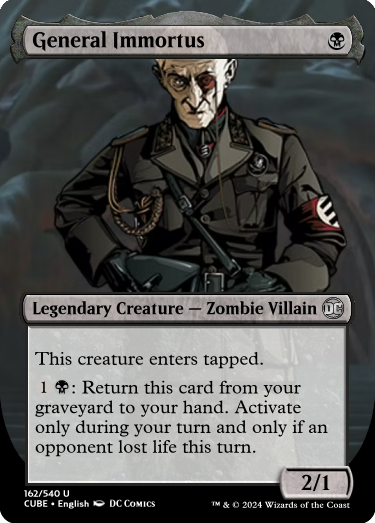 General Immortus
Legendary Creature — Zombie Villain
DC
This creature enters tapped.
1 : Return this card from your
graveyard to your hand. Activate
only during your turn and only if an
opponent lost life this turn.
2/1
162/540 U
CUBE • English DC Comics
™ & © 2024 Wizards of the Coast